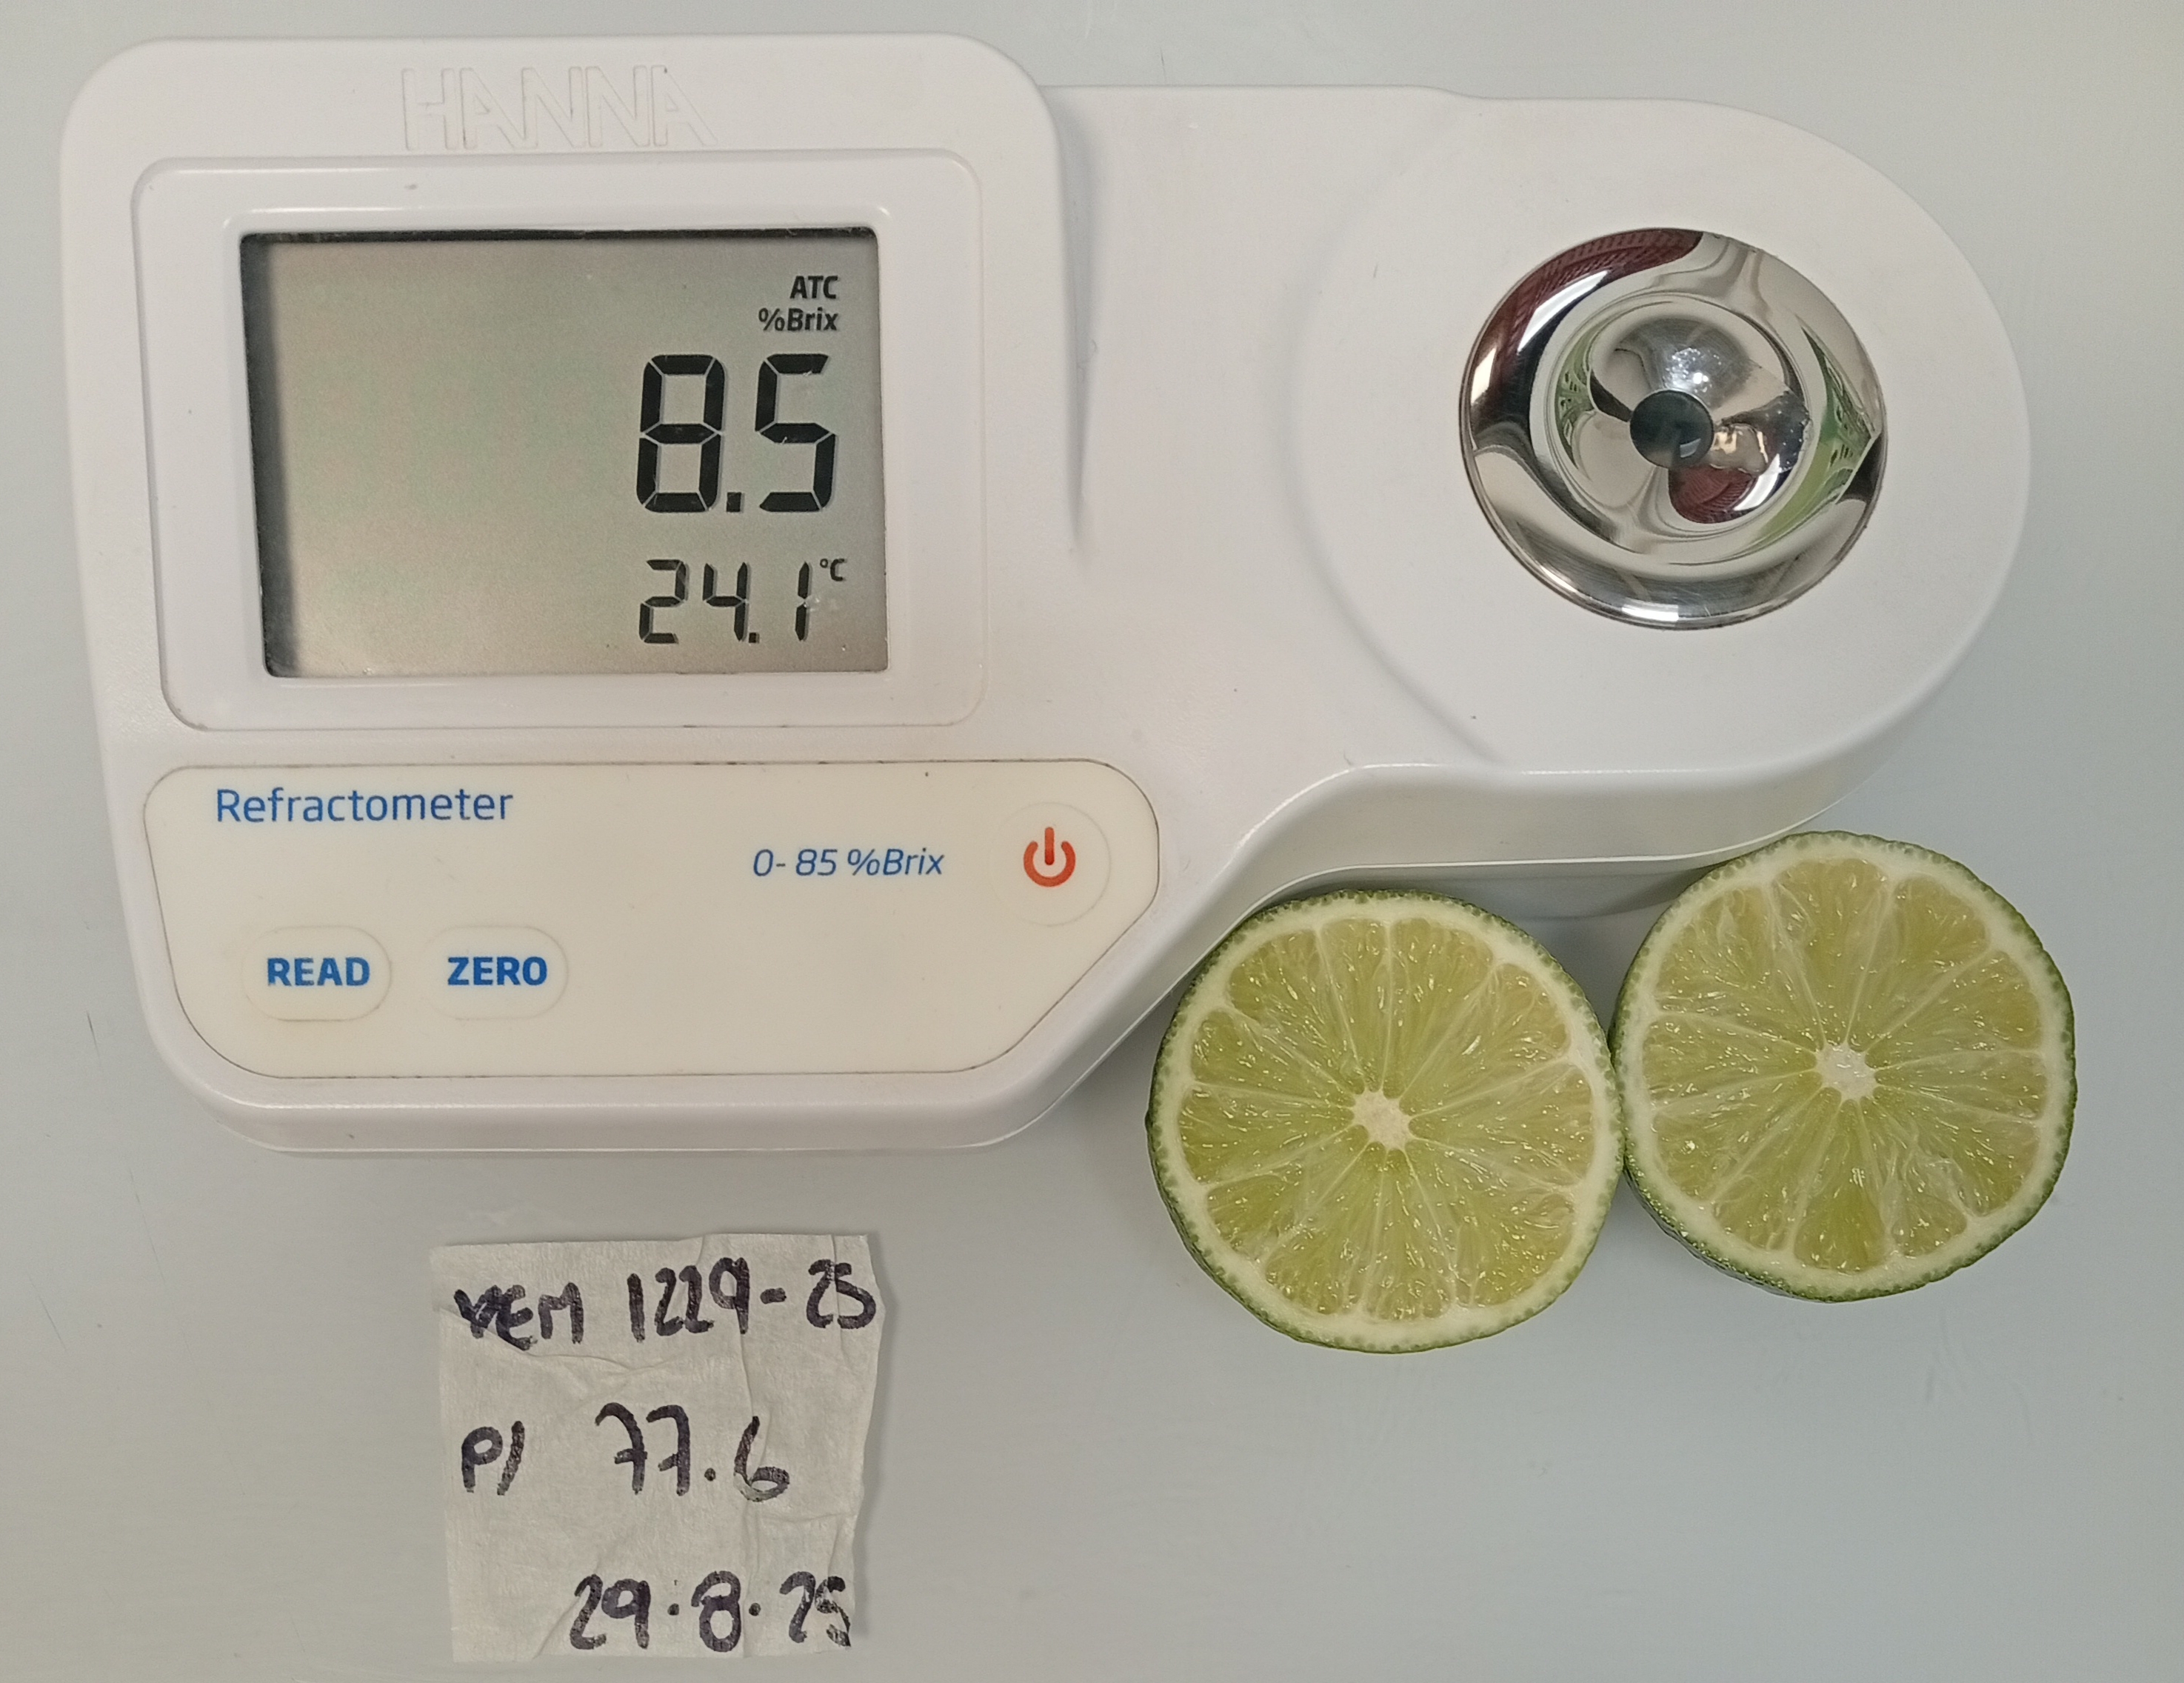 HANNA
ATC
%Brix
8.5
24.1 °C
Refractometer
0-85 %Brix
READ ZERO
VEM 1229-25
P/ 77.6
29.8.25